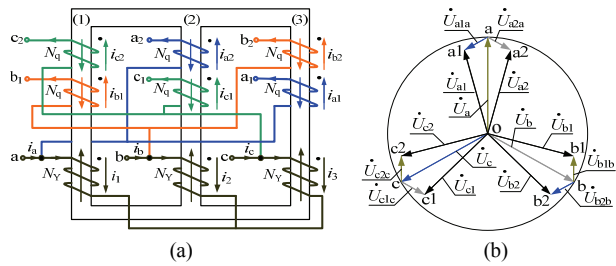 (1) (2) (3)
c2 a2 b2
Nq ic2 Nq ia2 Nq ib2
b1 c1 a1
Nq ib1 Nq ic1 Nq ia1
a ia b ib c ic
NY i1 NY i2 NY i3
(a)
U̇a1a a U̇a2a
a1 a2
U̇a1 U̇a2
U̇a
o
U̇c2 U̇b U̇b1
c2 U̇c b1
U̇c2c c U̇c1 U̇b2 b U̇b1b
U̇c1c c1 b2 U̇b2b
(b)